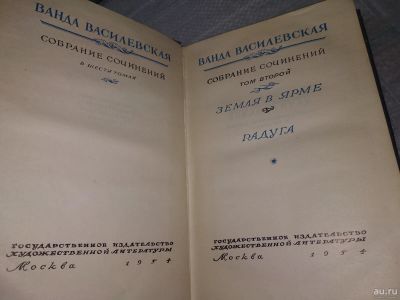 ВАНДА ВАСИЛЕВСКАЯ
СОБРАНИЕ СОЧИНЕНИЙ
В ШЕСТИ ТОМАХ
ГОСУДАРСТВЕННОЕ ИЗДАТЕЛЬСТВО
ХУДОЖЕСТВЕННОЙ ЛИТЕРАТУРЫ
Москва 1954
ВАНДА ВАСИЛЕВСКАЯ
СОБРАНИЕ СОЧИНЕНИЙ
ТОМ ВТОРОЙ
ЗЕМЛЯ В ЯРМЕ
РАДУГА
ГОСУДАРСТВЕННОЕ ИЗДАТЕЛЬСТВО
ХУДОЖЕСТВЕННОЙ ЛИТЕРАТУРЫ
Москва 1954
au.ru